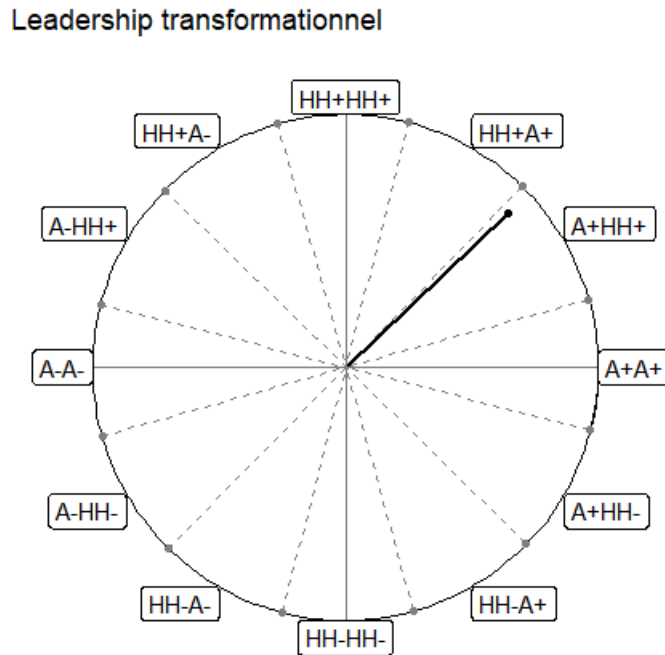 Leadership transformationnel
HH+HH+
HH+A-
HH+A+
A-HH+
A+HH+
A-A-
A+A+
A-HH-
A+HH-
HH-A-
HH-A+
HH-HH-